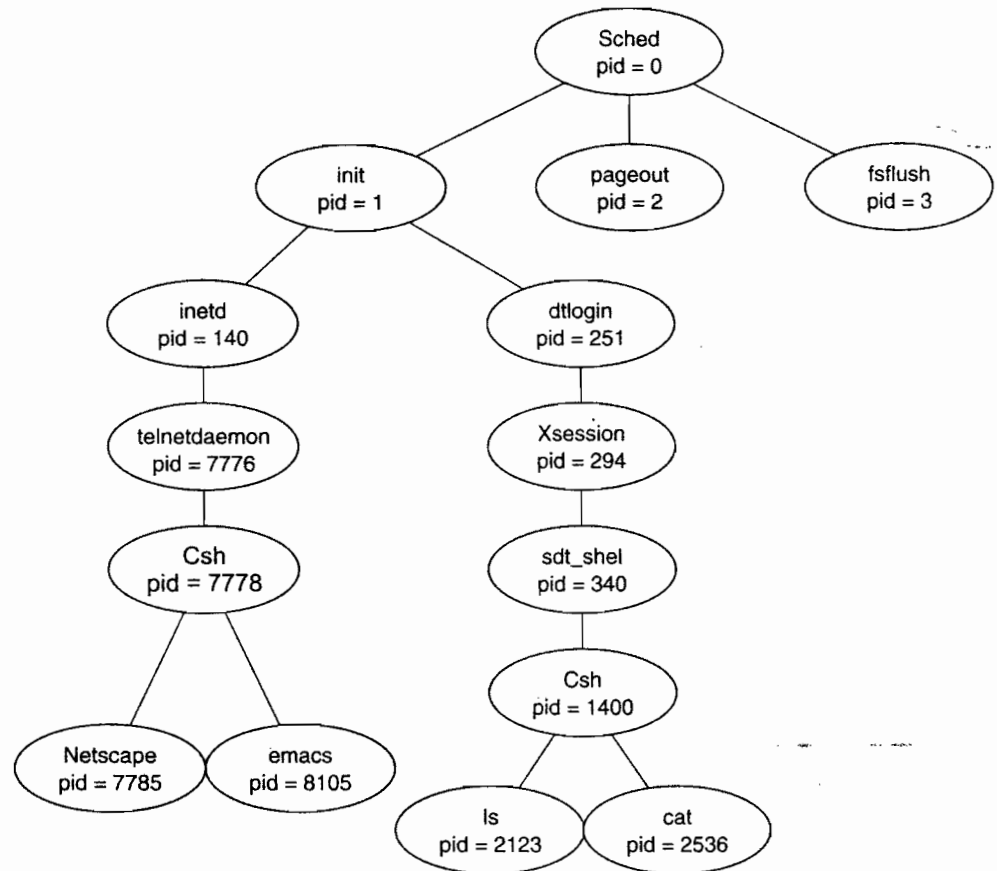 Sched
pid = 0
init
pid = 1
pageout
pid = 2
fsflush
pid = 3
inetd
pid = 140
dtlogin
pid = 251
telnetdaemon
pid = 7776
Xsession
pid = 294
Csh
pid = 7778
sdt_shel
pid = 340
Csh
pid = 1400
Netscape
pid = 7785
emacs
pid = 8105
ls
pid = 2123
cat
pid = 2536